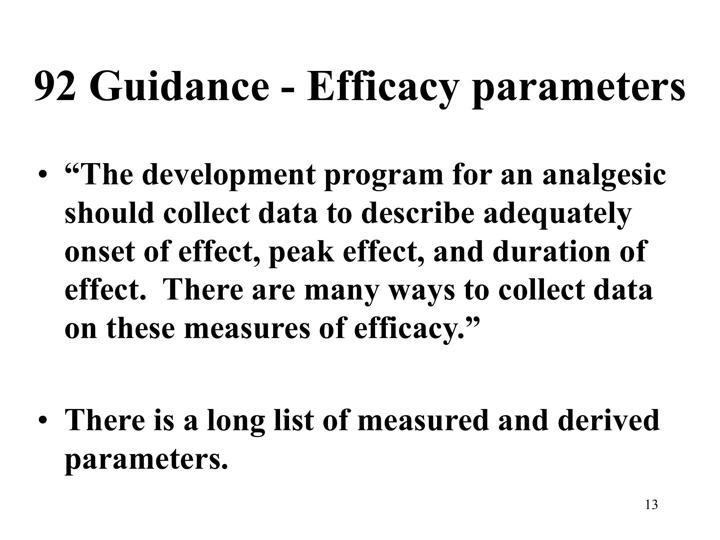 92 Guidance - Efficacy parameters
• “The development program for an analgesic
should collect data to describe adequately
onset of effect, peak effect, and duration of
effect.  There are many ways to collect data
on these measures of efficacy.”
• There is a long list of measured and derived
parameters.
13